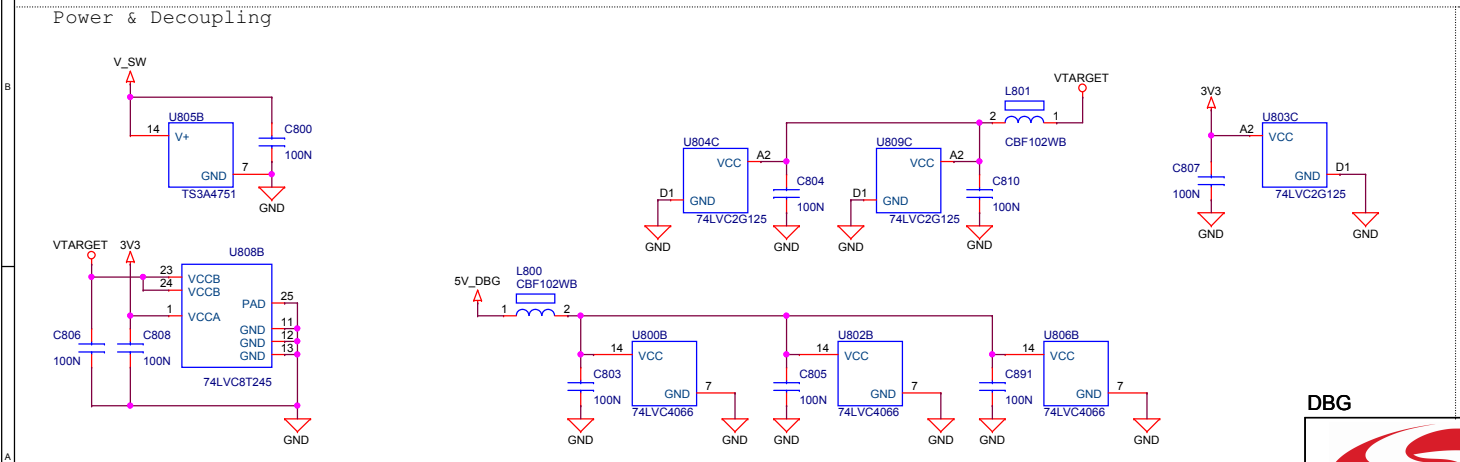 Power & Decoupling
B
A
V_SW
U805B
14
V+
GND
7
TS3A4751
C800
100N
GND
VTARGET
3V3
U808B
23
VCCB
24
VCCB
1
VCCA
PAD
25
GND
11
GND
12
GND
13
74LVC8T245
C806
100N
C808
100N
GND
U804C
VCC
A2
D1
GND
74LVC2G125
GND
C804
100N
GND
U809C
VCC
A2
D1
GND
74LVC2G125
GND
C810
100N
GND
L801
2
1
CBF102WB
VTARGET
3V3
A2
U803C
VCC
GND
D1
74LVC2G125
C807
100N
GND
GND
5V_DBG
L800
CBF102WB
1
2
U800B
14
VCC
GND
7
74LVC4066
C803
100N
GND
GND
U802B
14
VCC
GND
7
74LVC4066
C805
100N
GND
GND
U806B
14
VCC
GND
7
74LVC4066
C891
100N
GND
GND
DBG